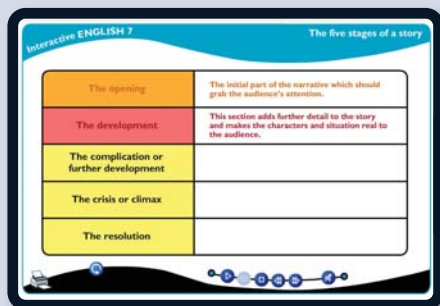 Interactive ENGLISH 7
The five stages of a story
The opening
The initial part of the narrative which should
grab the audience's attention.
The development
This section adds further detail to the story
and makes the characters and situation real to
the audience.
The complication or
further development
The crisis or climax
The resolution